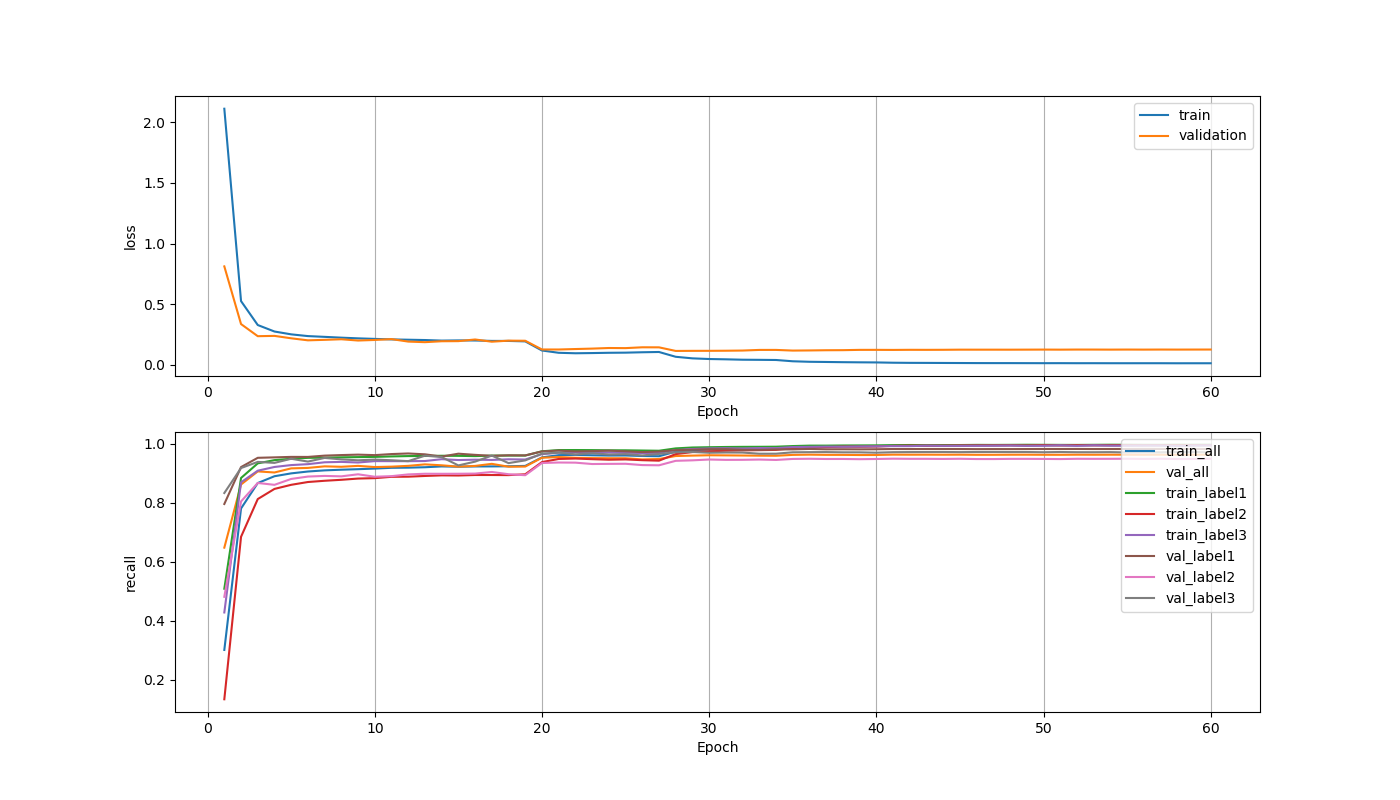 2.0
1.5
1.0
0.5
0.0
loss
train
validation
0 10 20 30 40 50 60
Epoch
1.0
0.8
0.6
0.4
0.2
recall
train_all
val_all
train_label1
train_label2
train_label3
val_label1
val_label2
val_label3
0 10 20 30 40 50 60
Epoch